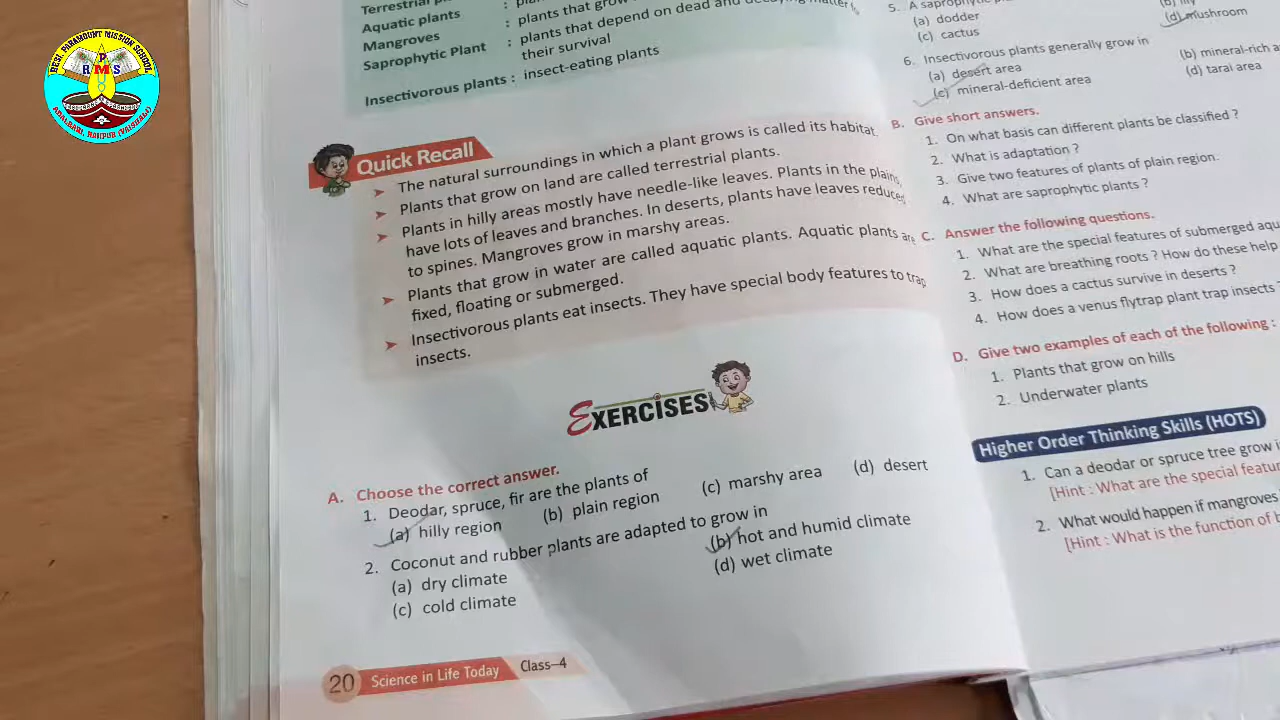 RESI. PARAMOUNT MISSION SCHOOL
P
R M S
ADALBARI, HAJIPUR (VAISHALI)
Terrestrial
Aquatic plants :
Mangroves : plants that grow
Saprophytic Plant : plants that depend on dead and decaying matter
their survival
Insectivorous plants : insect-eating plants
Quick Recall
➤ The natural surroundings in which a plant grows is called its habitat.
➤ Plants that grow on land are called terrestrial plants.
➤ Plants in hilly areas mostly have needle-like leaves. Plants in the plains,
have lots of leaves and branches. In deserts, plants have leaves reduced
to spines. Mangroves grow in marshy areas.
➤ Plants that grow in water are called aquatic plants. Aquatic plants are
fixed, floating or submerged.
➤ Insectivorous plants eat insects. They have special body features to trap
insects.
EXERCISES
A. Choose the correct answer.
1. Deodar, spruce, fir are the plants of
(a) hilly region (b) plain region (c) marshy area (d) desert
2. Coconut and rubber plants are adapted to grow in
(a) dry climate (b) hot and humid climate
(c) cold climate (d) wet climate
20 Science in Life Today Class–4
5. A saprophytic
(a) dodder
(c) cactus (d) mushroom
6. Insectivorous plants generally grow in
(a) desert area (b) mineral-rich
(c) mineral-deficient area (d) tarai area
B. Give short answers.
1. On what basis can different plants be classified ?
2. What is adaptation ?
3. Give two features of plants of plain region.
4. What are saprophytic plants ?
C. Answer the following questions.
1. What are the special features of submerged
2. What are breathing roots ? How do these help
3. How does a cactus survive in deserts ?
4. How does a venus flytrap plant trap insects ?
D. Give two examples of each of the following :
1. Plants that grow on hills
2. Underwater plants
Higher Order Thinking Skills (HOTS)
1. Can a deodar or spruce tree grow
[Hint : What are the special
2. What would happen if mangroves
[Hint : What is the function of